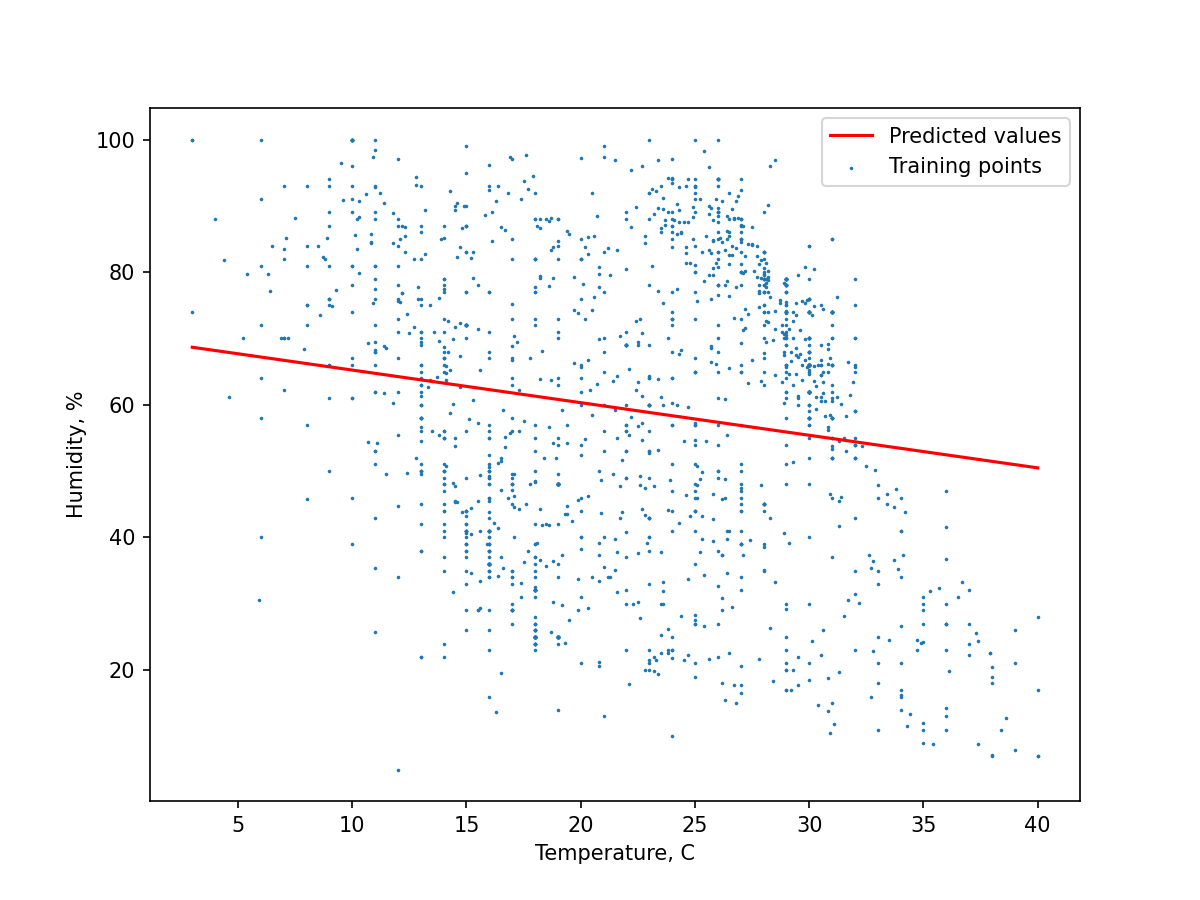 Predicted values
Training points
100
80
60
40
20
Humidity, %
5 10 15 20 25 30 35 40
Temperature, C